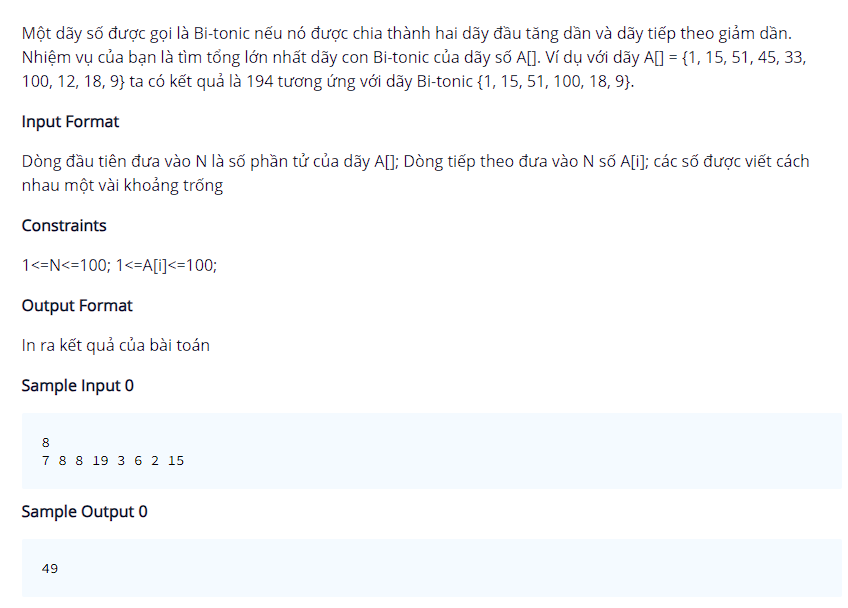 Một dãy số được gọi là Bi-tonic nếu nó được chia thành hai dãy đầu tăng dần và dãy tiếp theo giảm dần.
Nhiệm vụ của bạn là tìm tổng lớn nhất dãy con Bi-tonic của dãy số A[]. Ví dụ với dãy A[] = {1, 15, 51, 45, 33,
100, 12, 18, 9} ta có kết quả là 194 tương ứng với dãy Bi-tonic {1, 15, 51, 100, 18, 9}.
Input Format
Dòng đầu tiên đưa vào N là số phần tử của dãy A[]; Dòng tiếp theo đưa vào N số A[i]; các số được viết cách
nhau một vài khoảng trống
Constraints
1<=N<=100; 1<=A[i]<=100;
Output Format
In ra kết quả của bài toán
Sample Input 0
8
7 8 8 19 3 6 2 15
Sample Output 0
49